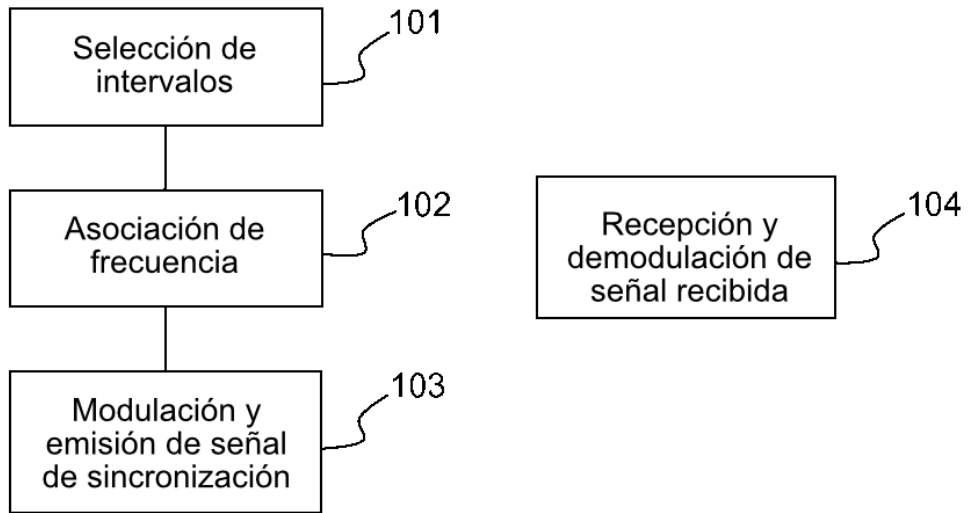 Selección de
intervalos
101
Asociación de
frecuencia
102
Modulación y
emisión de señal
de sincronización
103
Recepción y
demodulación de
señal recibida
104